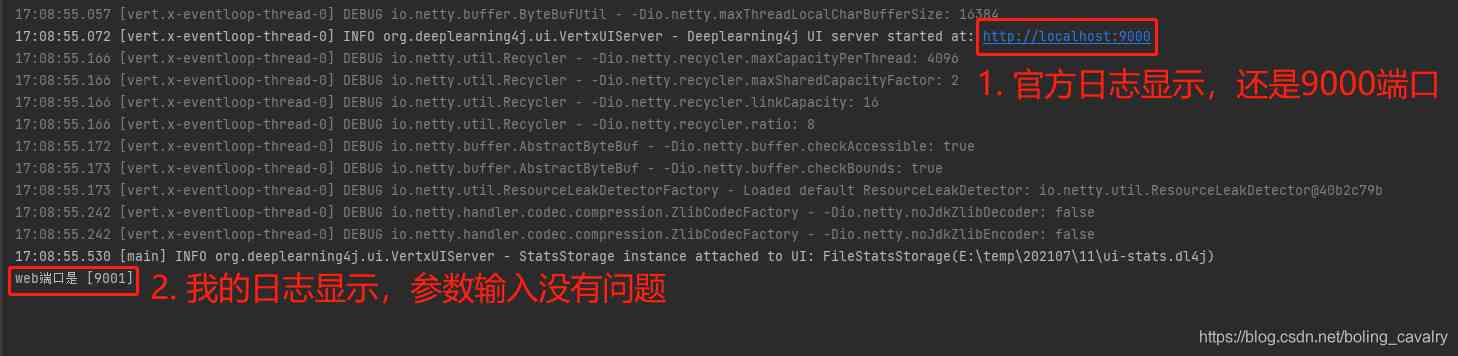 17:08:55.057 [vert.x-eventloop-thread-0] DEBUG io.netty.buffer.ByteBufUtil - -Dio.netty.maxThreadLocalCharBufferSize: 16384
17:08:55.072 [vert.x-eventloop-thread-0] INFO org.deeplearning4j.ui.VertxUIServer - Deeplearning4j UI server started at: http://localhost:9000
17:08:55.166 [vert.x-eventloop-thread-0] DEBUG io.netty.util.Recycler - -Dio.netty.recycler.maxCapacityPerThread: 4096
17:08:55.166 [vert.x-eventloop-thread-0] DEBUG io.netty.util.Recycler - -Dio.netty.recycler.maxSharedCapacityFactor: 2
1. 官方日志显示，还是9000端口
17:08:55.166 [vert.x-eventloop-thread-0] DEBUG io.netty.util.Recycler - -Dio.netty.recycler.linkCapacity: 16
17:08:55.166 [vert.x-eventloop-thread-0] DEBUG io.netty.util.Recycler - -Dio.netty.recycler.ratio: 8
17:08:55.172 [vert.x-eventloop-thread-0] DEBUG io.netty.buffer.AbstractByteBuf - -Dio.netty.buffer.checkAccessible: true
17:08:55.173 [vert.x-eventloop-thread-0] DEBUG io.netty.buffer.AbstractByteBuf - -Dio.netty.buffer.checkBounds: true
17:08:55.173 [vert.x-eventloop-thread-0] DEBUG io.netty.util.ResourceLeakDetectorFactory - Loaded default ResourceLeakDetector: io.netty.util.ResourceLeakDetector@40b2c79b
17:08:55.242 [vert.x-eventloop-thread-0] DEBUG io.netty.handler.codec.compression.ZlibCodecFactory - -Dio.netty.noJdkZlibDecoder: false
17:08:55.242 [vert.x-eventloop-thread-0] DEBUG io.netty.handler.codec.compression.ZlibCodecFactory - -Dio.netty.noJdkZlibEncoder: false
17:08:55.530 [main] INFO org.deeplearning4j.ui.VertxUIServer - StatsStorage instance attached to UI: FileStatsStorage(E:\temp\202107\11\ui-stats.dl4j)
web端口是 [9001]
2. 我的日志显示，参数输入没有问题
https://blog.csdn.net/boling_cavalry